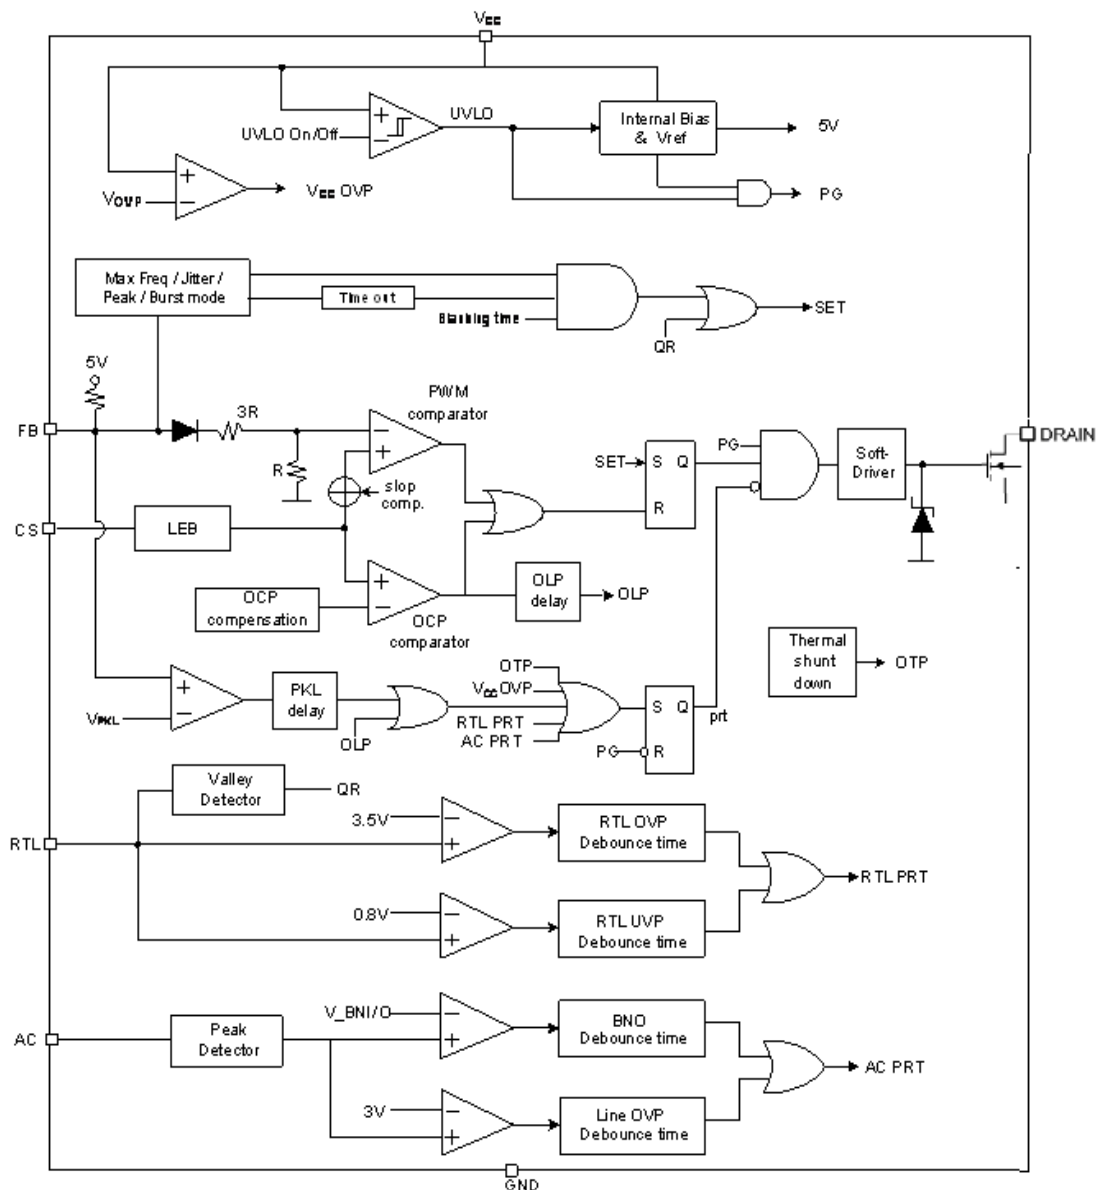 VCC
UVLO On/Off
+
−
UVLO
Internal Bias
& Vref
5V
VOVP
+
−
VCC OVP
PG
Max Freq / Jitter /
Peak / Burst mode
Time out
Blanking time
QR
SET
5V
FB
3R
R
PWM
comparator
−
+
slop
comp.
SET
S Q
R
PG
Soft-
Driver
DRAIN
CS
LEB
OCP
compensation
+
−
OCP
comparator
OLP
delay
OLP
Thermal
shunt
down
OTP
VPKL
+
−
PKL
delay
OLP
OTP
VCC OVP
RTL PRT
AC PRT
S Q
PG
R
prt
Valley
Detector
QR
RTL
3.5V
−
+
RTL OVP
Debounce time
RTL PRT
0.8V
−
+
RTL UVP
Debounce time
AC
Peak
Detector
V_BNI/O
−
+
BNO
Debounce time
AC PRT
3V
−
+
Line OVP
Debounce time
GND